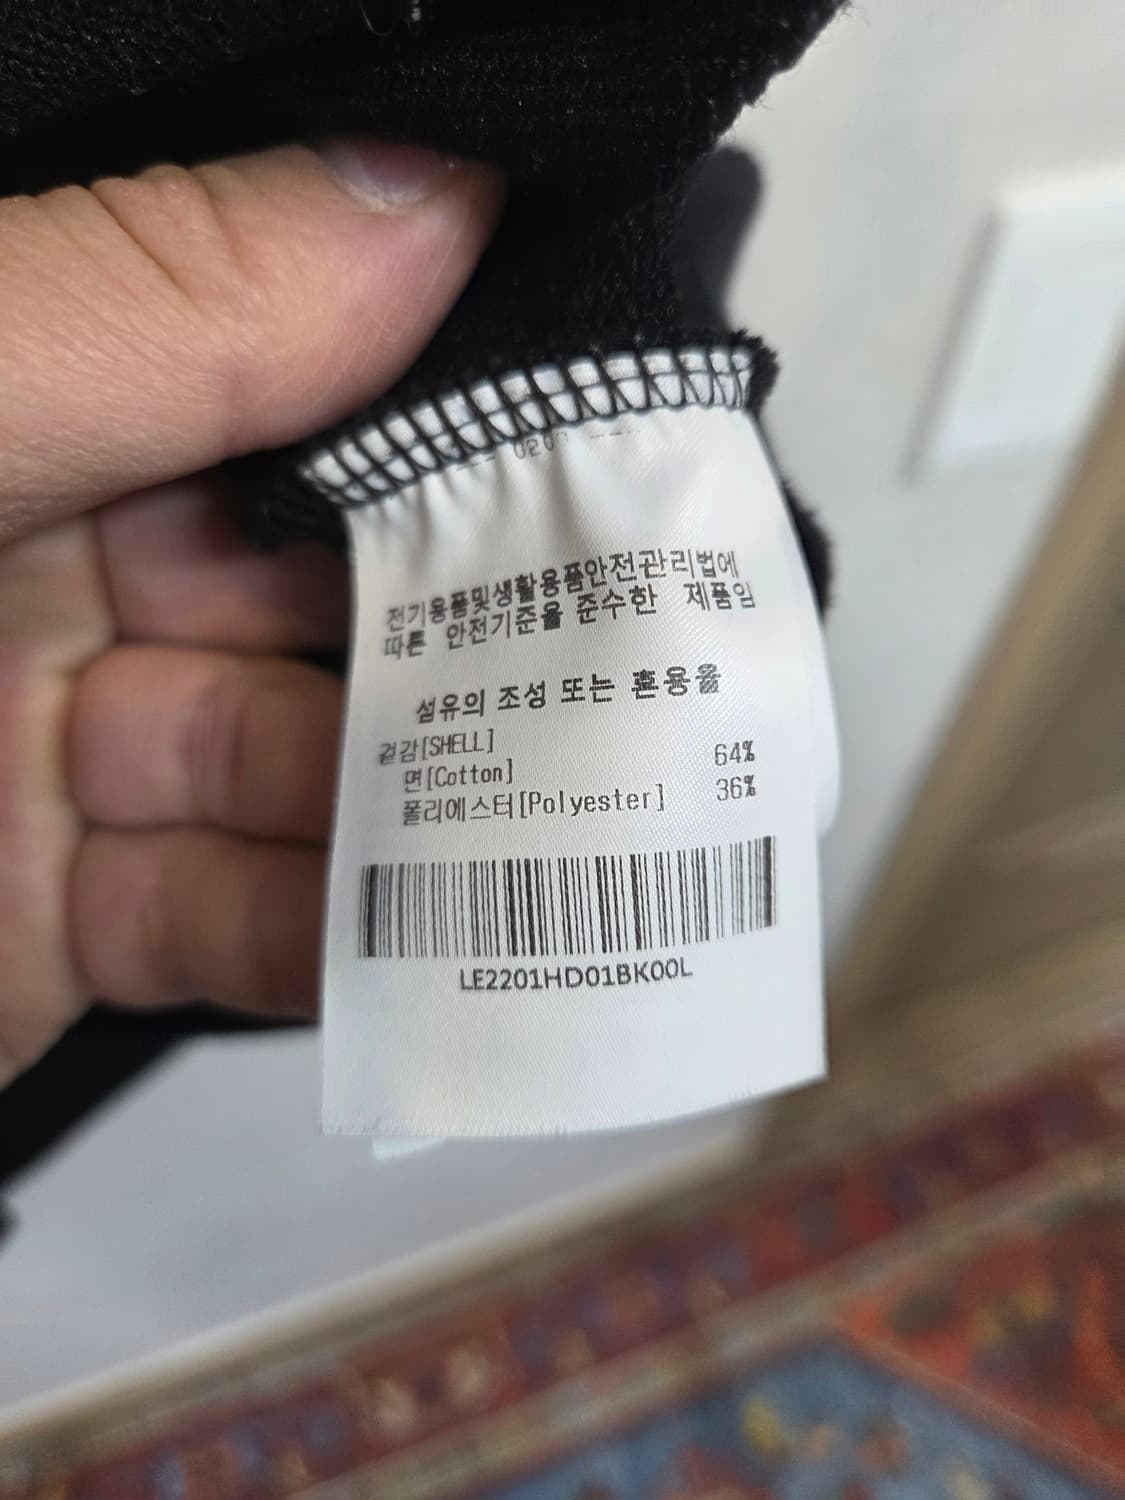 전기용품및생활용품안전관리법에
따른 안전기준을 준수한 제품임
섬유의 조성 또는 혼용율
겉감[SHELL]
면[Cotton] 64%
폴리에스터[Polyester] 36%
LE2201HD01BK00L